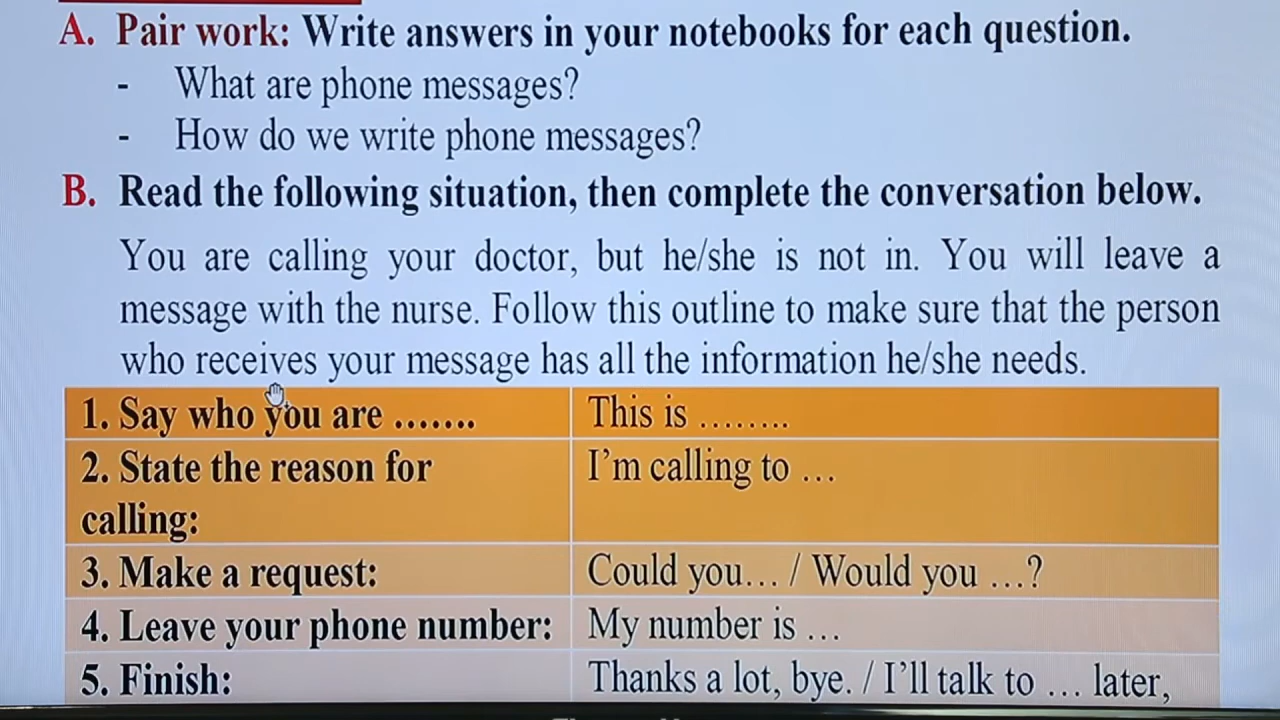 A. Pair work: Write answers in your notebooks for each question.
- What are phone messages?
- How do we write phone messages?
B. Read the following situation, then complete the conversation below.
You are calling your doctor, but he/she is not in. You will leave a
message with the nurse. Follow this outline to make sure that the person
who receives your message has all the information he/she needs.
1. Say who you are ....... This is ........
2. State the reason for calling: I'm calling to ...
3. Make a request: Could you... / Would you ...?
4. Leave your phone number: My number is ...
5. Finish: Thanks a lot, bye. / I'll talk to ... later,